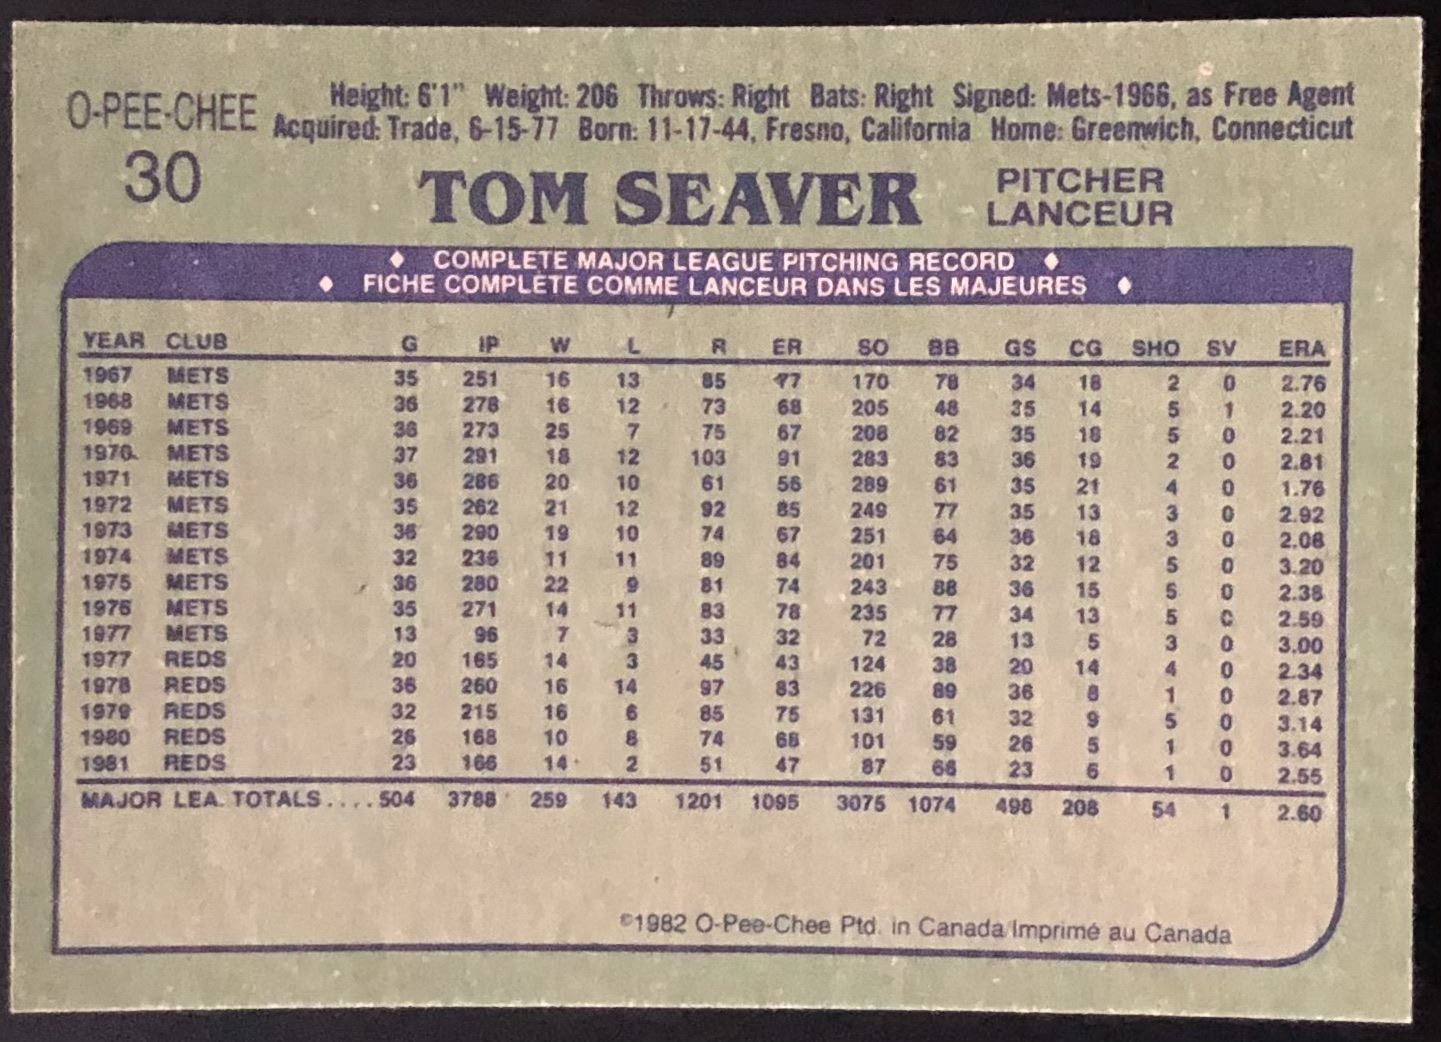 O-PEE-CHEE
30
Height: 6'1" Weight: 206 Throws: Right Bats: Right Signed: Mets-1966, as Free Agent
Acquired: Trade, 6-15-77 Born: 11-17-44, Fresno, California Home: Greenwich, Connecticut
TOM SEAVER
PITCHER
LANCEUR
♦ COMPLETE MAJOR LEAGUE PITCHING RECORD ♦
♦ FICHE COMPLÈTE COMME LANCEUR DANS LES MAJEURES ♦
YEAR CLUB G IP W L R ER SO BB GS CG SHO SV ERA
1967 METS 35 251 16 13 85 77 170 78 34 18 2 0 2.76
1968 METS 36 278 16 12 73 68 205 48 35 14 5 1 2.20
1969 METS 36 273 25 7 75 67 208 82 35 18 5 0 2.21
1970 METS 37 291 18 12 103 91 283 83 36 19 2 0 2.81
1971 METS 36 286 20 10 61 56 289 61 35 21 4 0 1.76
1972 METS 35 262 21 12 92 85 249 77 35 13 3 0 2.92
1973 METS 36 290 19 10 74 67 251 64 36 18 3 0 2.08
1974 METS 32 236 11 11 89 84 201 75 32 12 5 0 3.20
1975 METS 36 280 22 9 81 74 243 88 36 15 5 0 2.38
1976 METS 35 271 14 11 83 78 235 77 34 13 5 0 2.59
1977 METS 13 96 7 3 33 32 72 28 13 5 3 0 3.00
1977 REDS 20 165 14 3 45 43 124 38 20 14 4 0 2.34
1978 REDS 36 260 16 14 97 83 226 89 36 8 1 0 2.87
1979 REDS 32 215 16 6 85 75 131 61 32 9 5 0 3.14
1980 REDS 26 168 10 8 74 68 101 59 26 5 1 0 3.64
1981 REDS 23 166 14 2 51 47 87 66 23 6 1 0 2.55
MAJOR LEA. TOTALS....504 3788 259 143 1201 1095 3075 1074 498 208 54 1 2.60
©1982 O-Pee-Chee Ptd. in Canada/Imprimé au Canada